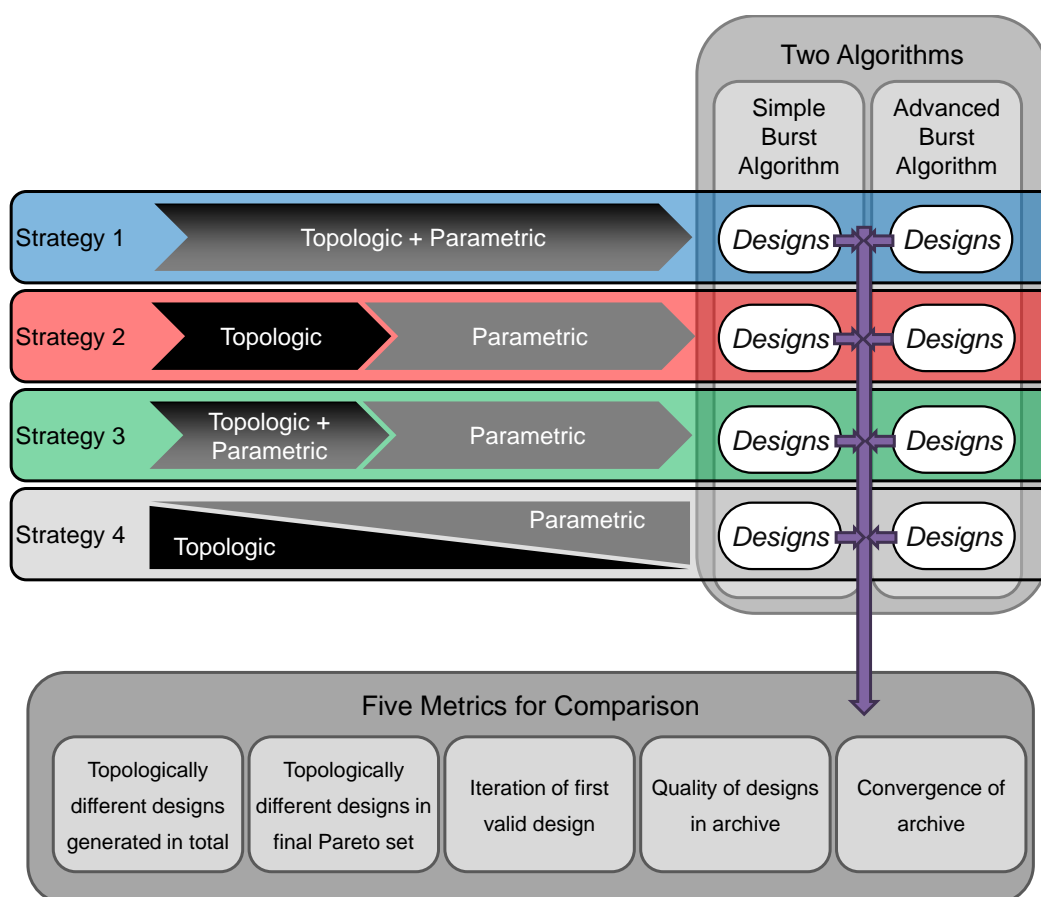 Two Algorithms
Simple
Burst
Algorithm
Advanced
Burst
Algorithm
Strategy 1
Topologic + Parametric
Designs
Designs
Strategy 2
Topologic
Parametric
Designs
Designs
Strategy 3
Topologic +
Parametric
Parametric
Designs
Designs
Strategy 4
Topologic
Parametric
Designs
Designs
Five Metrics for Comparison
Topologically
different designs
generated in total
Topologically
different designs in
final Pareto set
Iteration of first
valid design
Quality of designs
in archive
Convergence of
archive